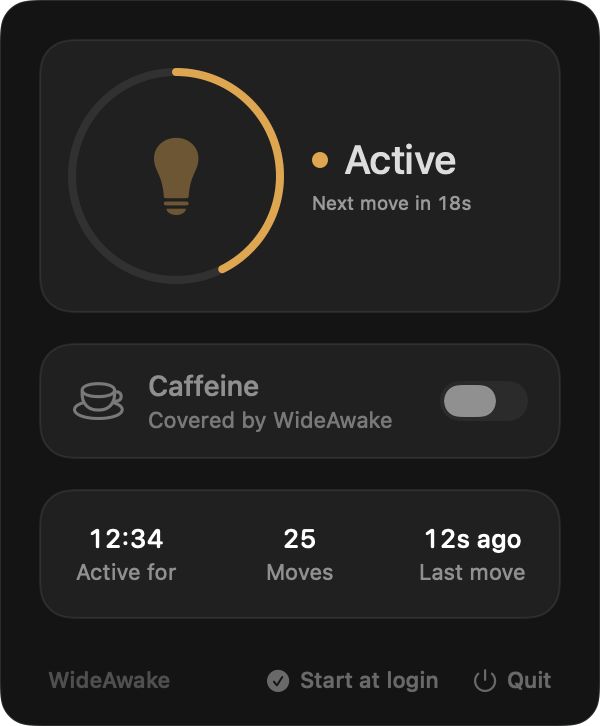 Active
Next move in 18s
Caffeine
Covered by WideAwake
12:34 25 12s ago
Active for Moves Last move
WideAwake Start at login Quit